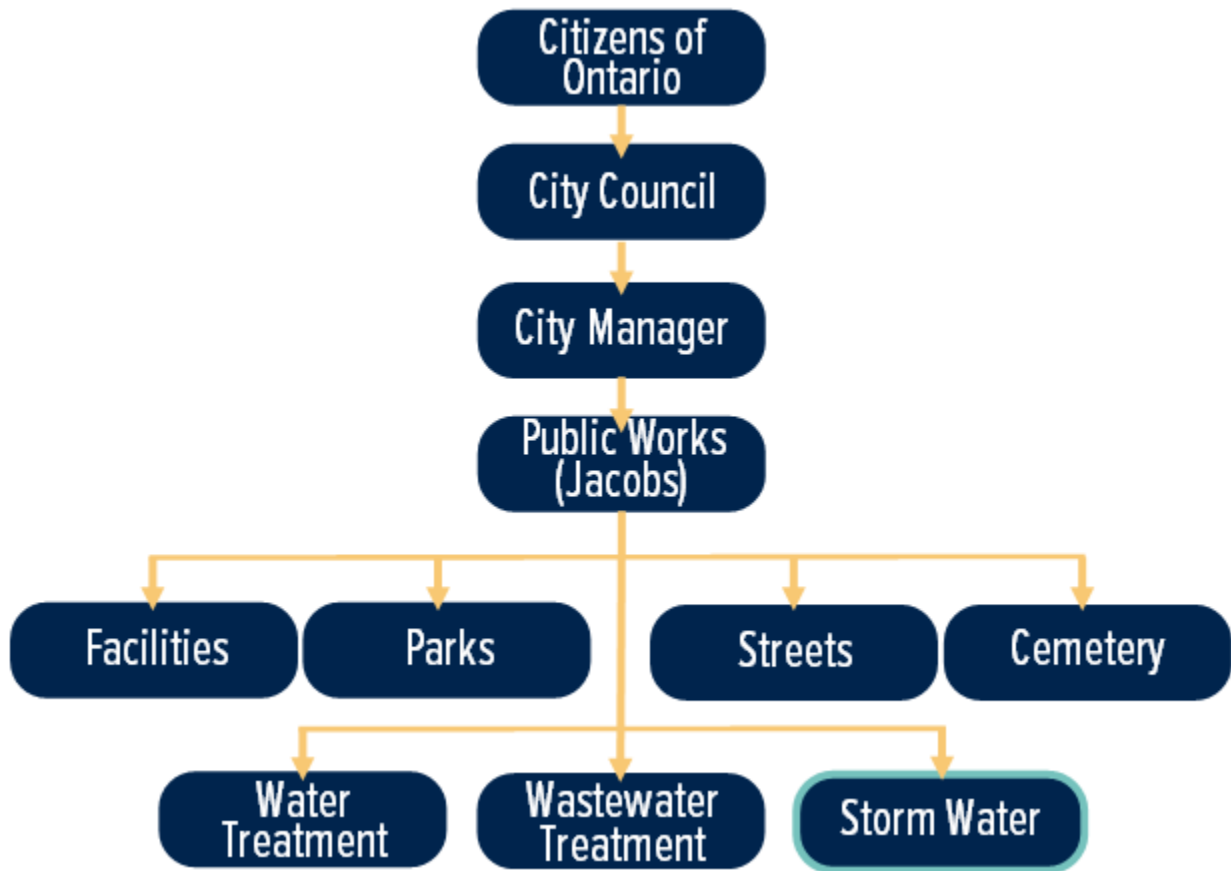 Citizens of
Ontario
City Council
City Manager
Public Works
(Jacobs)
Facilities
Parks
Streets
Cemetery
Water
Treatment
Wastewater
Treatment
Storm Water